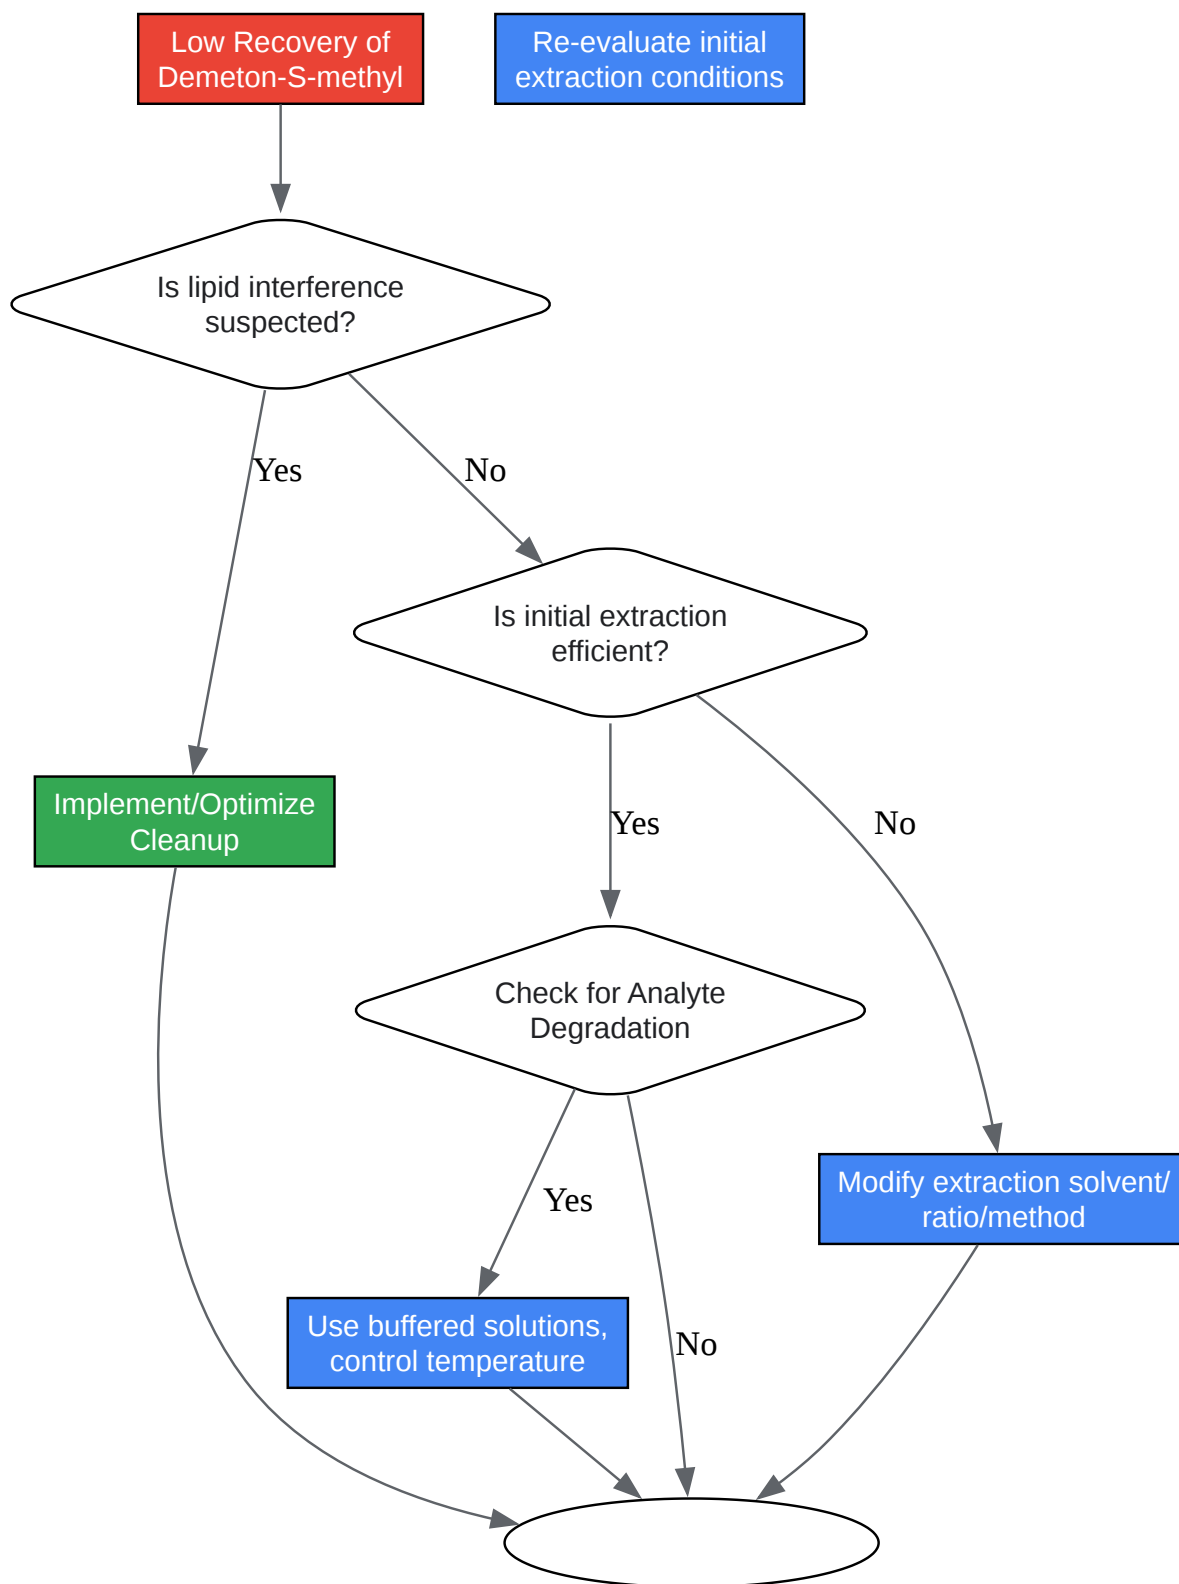 Low Recovery of
Demeton-S-methyl
Re-evaluate initial
extraction conditions
Is lipid interference
suspected?
Yes
No
Is initial extraction
efficient?
Implement/Optimize
Cleanup
Yes
No
Check for Analyte
Degradation
Modify extraction solvent/
ratio/method
Yes
Use buffered solutions,
control temperature
No